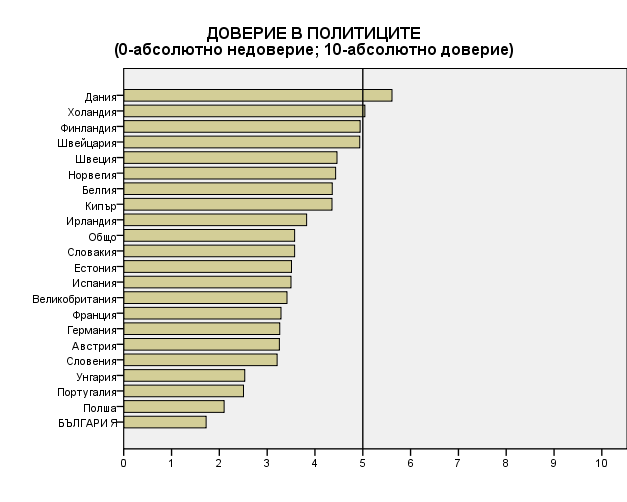 ДОВЕРИЕ В ПОЛИТИЦИТЕ
(0-абсолютно недоверие; 10-абсолютно доверие)
Дания
Холандия
Финландия
Швейцария
Швеция
Норвегия
Белгия
Кипър
Ирландия
Общо
Словакия
Естония
Испания
Великобритания
Франция
Германия
Австрия
Словения
Унгария
Португалия
Полша
БЪЛГАРИ Я
0 1 2 3 4 5 6 7 8 9 10